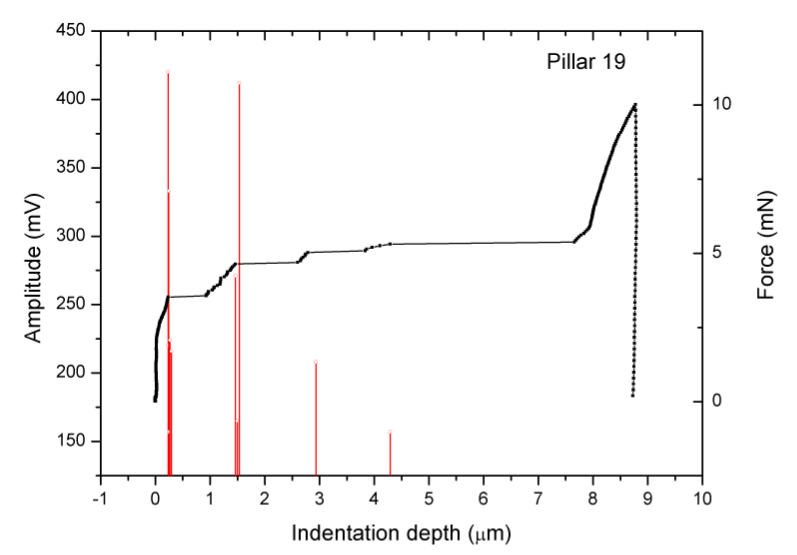 Pillar 19
450
400
350
300
250
200
150
10
5
0
Amplitude (mV)
Force (mN)
-1 0 1 2 3 4 5 6 7 8 9 10
Indentation depth (μm)